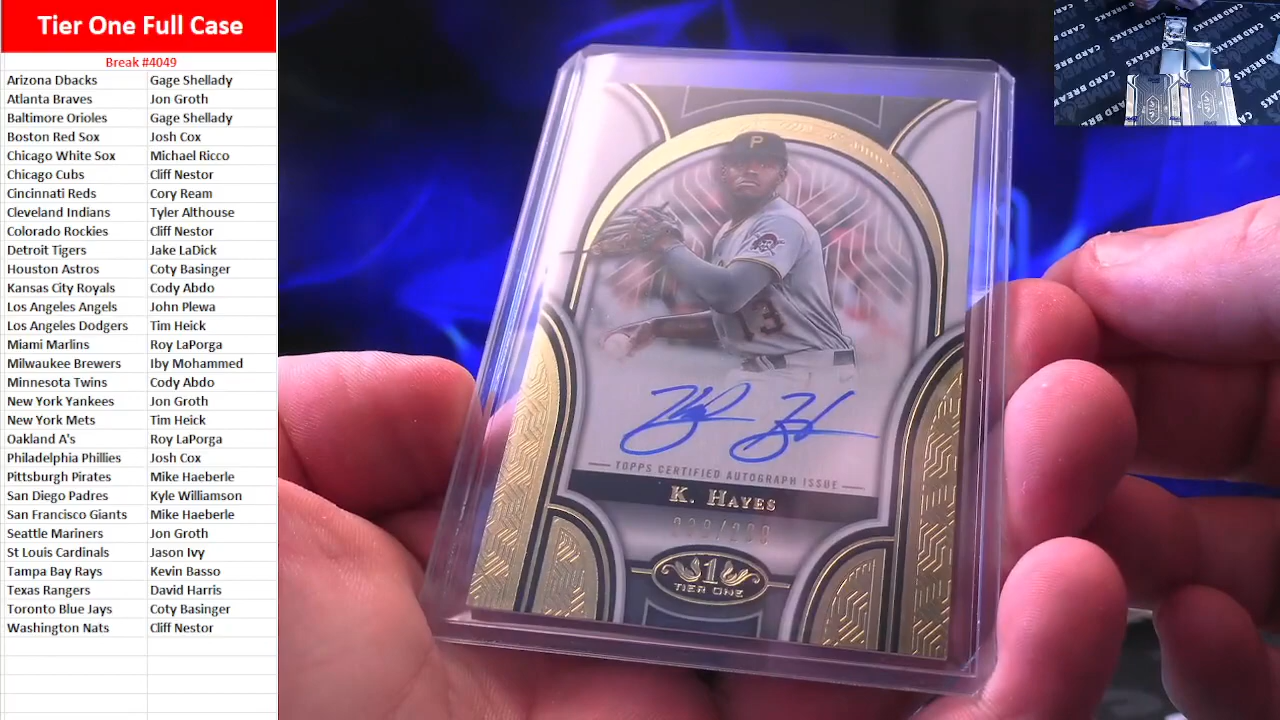 Tier One Full Case
Break #4049
Arizona Dbacks Gage Shellady
Atlanta Braves Jon Groth
Baltimore Orioles Gage Shellady
Boston Red Sox Josh Cox
Chicago White Sox Michael Ricco
Chicago Cubs Cliff Nestor
Cincinnati Reds Cory Ream
Cleveland Indians Tyler Althouse
Colorado Rockies Cliff Nestor
Detroit Tigers Jake LaDick
Houston Astros Coty Basinger
Kansas City Royals Cody Abdo
Los Angeles Angels John Plewa
Los Angeles Dodgers Tim Heick
Miami Marlins Roy LaPorga
Milwaukee Brewers Iby Mohammed
Minnesota Twins Cody Abdo
New York Yankees Jon Groth
New York Mets Tim Heick
Oakland A's Roy LaPorga
Philadelphia Phillies Josh Cox
Pittsburgh Pirates Mike Haeberle
San Diego Padres Kyle Williamson
San Francisco Giants Mike Haeberle
Seattle Mariners Jon Groth
St Louis Cardinals Jason Ivy
Tampa Bay Rays Kevin Basso
Texas Rangers David Harris
Toronto Blue Jays Coty Basinger
Washington Nats Cliff Nestor
P
13
TOPPS CERTIFIED AUTOGRAPH ISSUE
K. HAYES
1
TIER ONE
CARD BREAKS